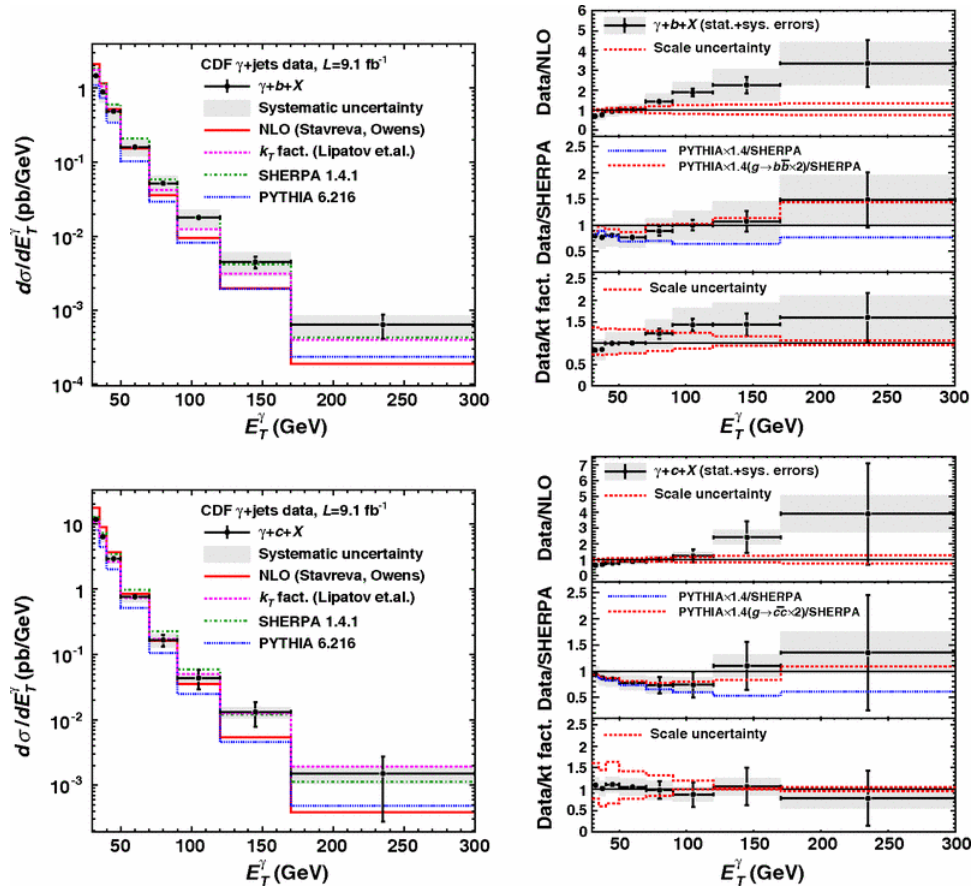 CDF γ+jets data, L=9.1 fb⁻¹
γ+b+X
Systematic uncertainty
NLO (Stavreva, Owens)
k_T fact. (Lipatov et.al.)
SHERPA 1.4.1
PYTHIA 6.216
dσ/dE_T^γ (pb/GeV)
1
10⁻¹
10⁻²
10⁻³
10⁻⁴
50 100 150 200 250 300
E_T^γ (GeV)
γ+b+X (stat.+sys. errors)
Scale uncertainty
Data/NLO
6
5
4
3
2
1
0
PYTHIA×1.4/SHERPA
PYTHIA×1.4(g→bb̅×2)/SHERPA
Data/SHERPA
2.5
2
1.5
1
0.5
Scale uncertainty
Data/kt fact.
2.5
2
1.5
1
0.5
0
50 100 150 200 250 300
E_T^γ (GeV)
CDF γ+jets data, L=9.1 fb⁻¹
γ+c+X
Systematic uncertainty
NLO (Stavreva, Owens)
k_T fact. (Lipatov et.al.)
SHERPA 1.4.1
PYTHIA 6.216
dσ/dE_T^γ (pb/GeV)
10
1
10⁻¹
10⁻²
10⁻³
50 100 150 200 250 300
E_T^γ (GeV)
γ+c+X (stat.+sys. errors)
Scale uncertainty
Data/NLO
7
6
5
4
3
2
1
0
PYTHIA×1.4/SHERPA
PYTHIA×1.4(g→cc̅×2)/SHERPA
Data/SHERPA
2.5
2
1.5
1
0.5
Scale uncertainty
Data/kt fact.
2.5
2
1.5
1
0.5
0
50 100 150 200 250 300
E_T^γ (GeV)